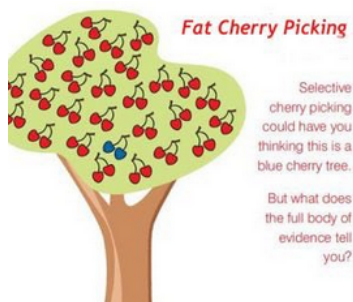 Fat Cherry Picking
Selective
cherry picking
could have you
thinking this is a
blue cherry tree.
But what does
the full body of
evidence tell
you?